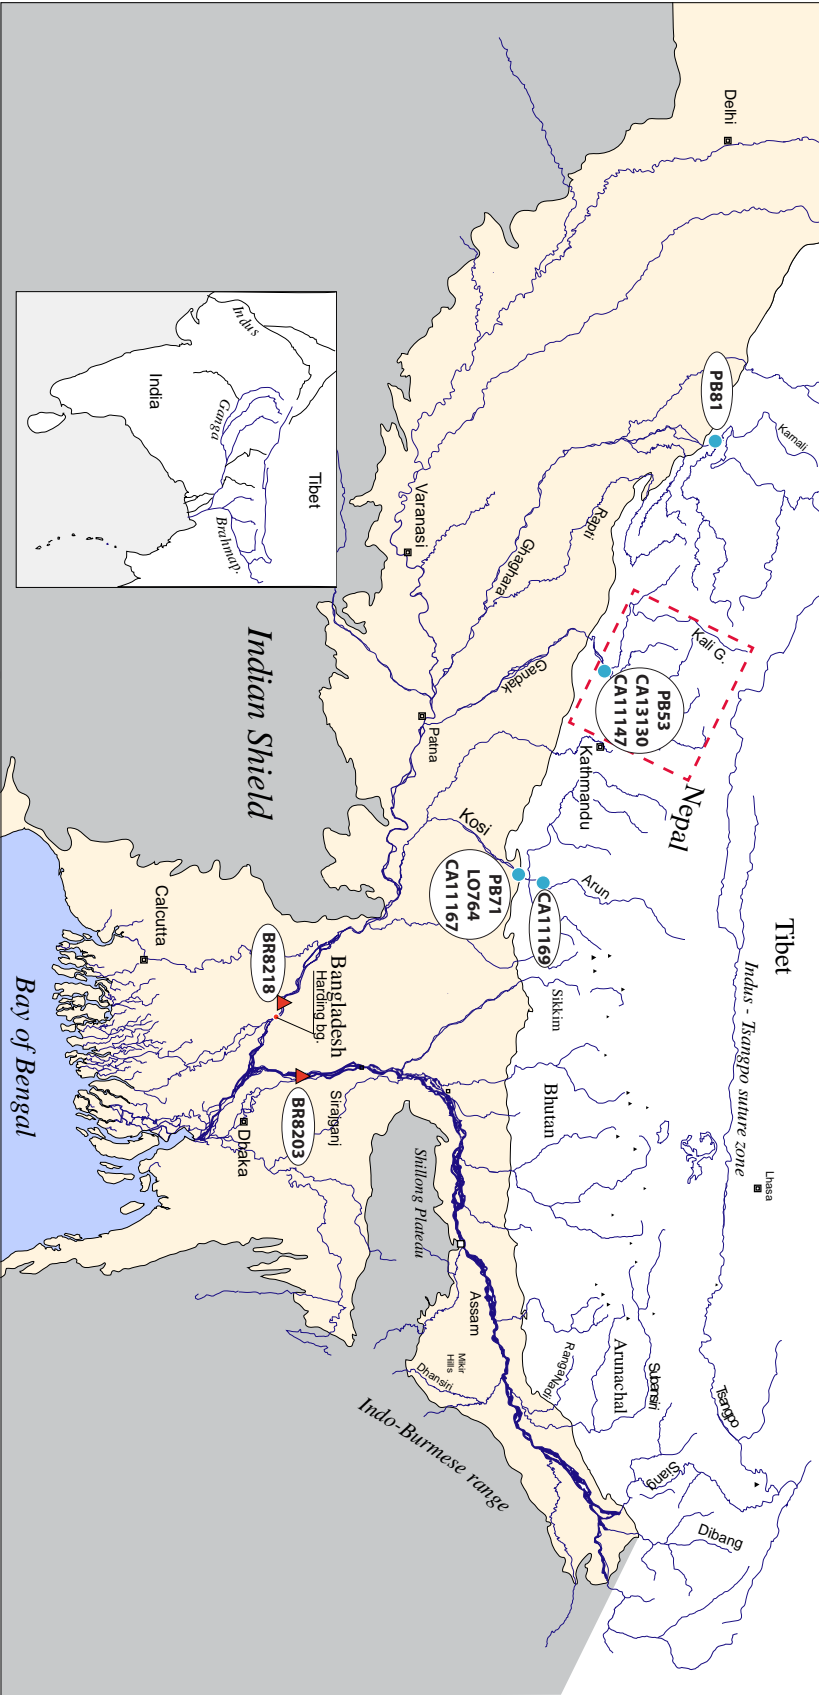 Delhi
PB81
Karnali
Rapti
Ghaghara
Varanasi
Kali G.
PB53
CA13130
CA11147
Gandak
Patna
Kathmandu
Nepal
Indian Shield
Kosi
PB71
LO764
CA11167
Arun
CA11169
Tibet
Indus - Tsangpo suture zone
Sikkim
Bhutan
Lhasa
Calcutta
BR8218
Bangladesh
Harding bg.
Sirajganj
BR8203
Dhaka
Bay of Bengal
Shillong Plateau
Assam
Mikir
Hills
Dhansiri
Indo-Burmese range
RangaNadi
Arunachal
Subansiri
Tsangpo
Siang
Dibang
Indus
India
Ganga
Tibet
Brahmap.